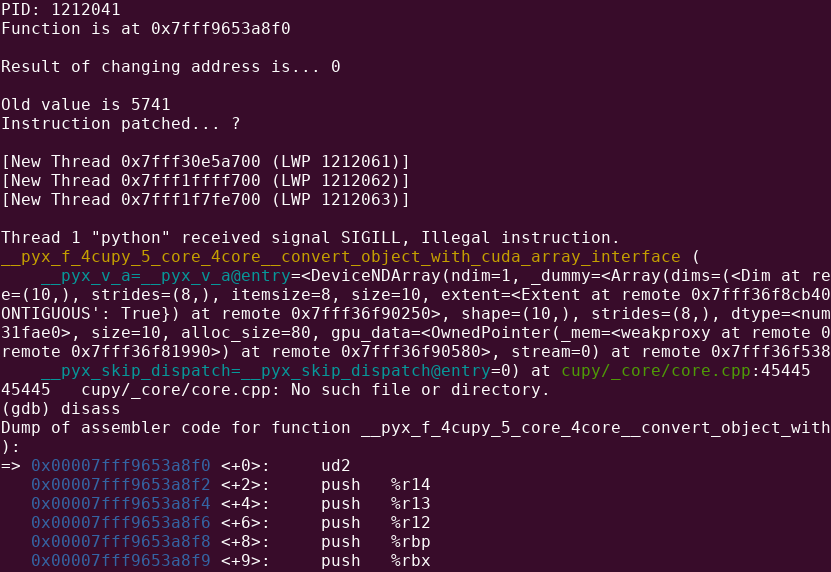 PID: 1212041
Function is at 0x7fff9653a8f0
Result of changing address is... 0
Old value is 5741
Instruction patched... ?
[New Thread 0x7fff30e5a700 (LWP 1212061)]
[New Thread 0x7fff1ffff700 (LWP 1212062)]
[New Thread 0x7fff1f7fe700 (LWP 1212063)]
Thread 1 "python" received signal SIGILL, Illegal instruction.
__pyx_f_4cupy_5_core_4core__convert_object_with_cuda_array_interface (
    __pyx_v_a=__pyx_v_a@entry=<DeviceNDArray(ndim=1, _dummy=<Array(dims=(<Dim at re
e=(10,), strides=(8,), itemsize=8, size=10, extent=<Extent at remote 0x7fff36f8cb40
ONTIGUOUS': True}) at remote 0x7fff36f90250>, shape=(10,), strides=(8,), dtype=<num
31fae0>, size=10, alloc_size=80, gpu_data=<OwnedPointer(_mem=<weakproxy at remote 0
remote 0x7fff36f81990>) at remote 0x7fff36f90580>, stream=0) at remote 0x7fff36f538
    __pyx_skip_dispatch=__pyx_skip_dispatch@entry=0) at cupy/_core/core.cpp:45445
45445   cupy/_core/core.cpp: No such file or directory.
(gdb) disass
Dump of assembler code for function __pyx_f_4cupy_5_core_4core__convert_object_with
):
=> 0x00007fff9653a8f0 <+0>:     ud2
   0x00007fff9653a8f2 <+2>:     push   %r14
   0x00007fff9653a8f4 <+4>:     push   %r13
   0x00007fff9653a8f6 <+6>:     push   %r12
   0x00007fff9653a8f8 <+8>:     push   %rbp
   0x00007fff9653a8f9 <+9>:     push   %rbx